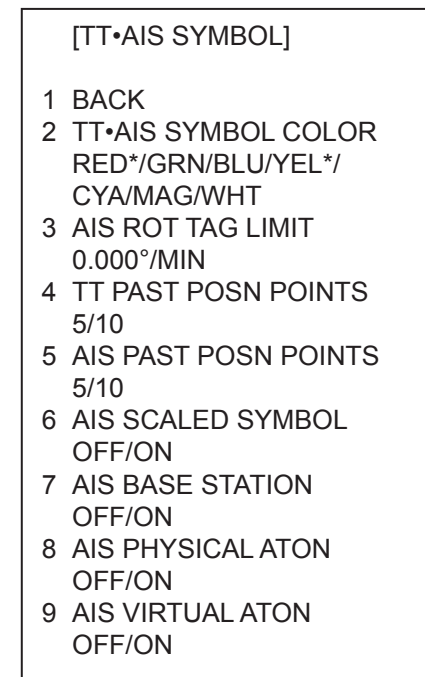 [TT•AIS SYMBOL]
1 BACK
2 TT•AIS SYMBOL COLOR
RED*/GRN/BLU/YEL*/
CYA/MAG/WHT
3 AIS ROT TAG LIMIT
0.000°/MIN
4 TT PAST POSN POINTS
5/10
5 AIS PAST POSN POINTS
5/10
6 AIS SCALED SYMBOL
OFF/ON
7 AIS BASE STATION
OFF/ON
8 AIS PHYSICAL ATON
OFF/ON
9 AIS VIRTUAL ATON
OFF/ON